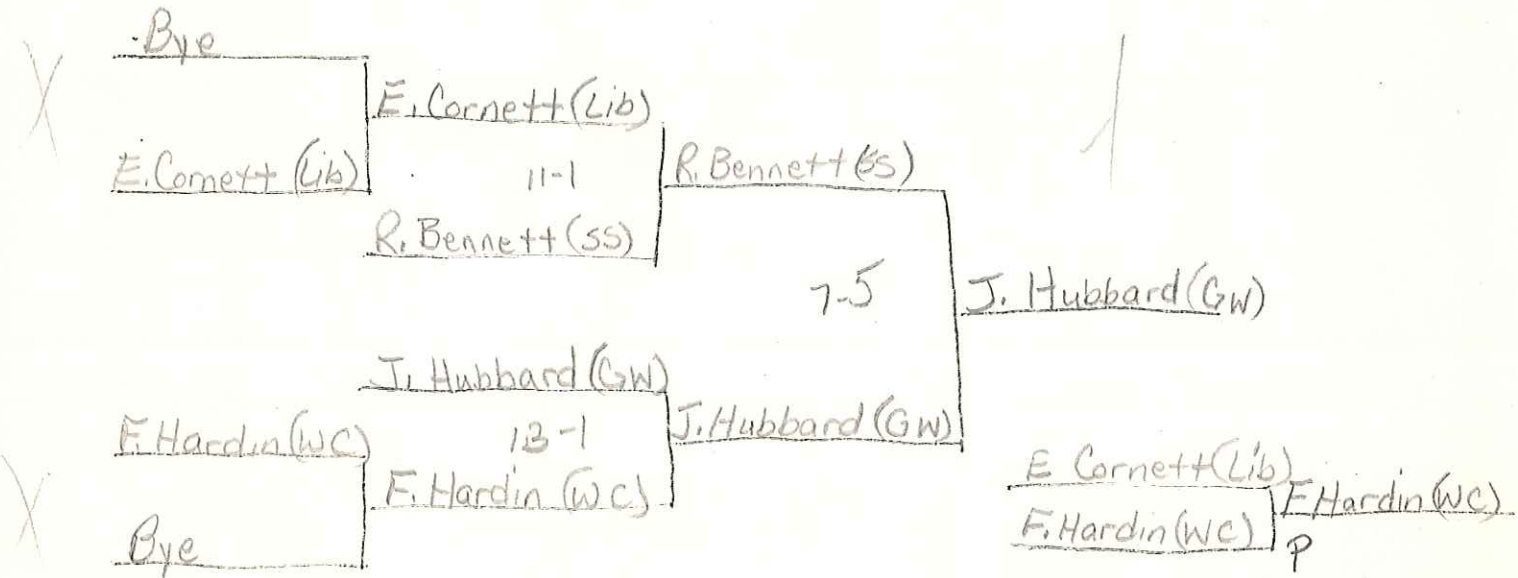 Bye
E. Cornett (Lib)
E. Cornett (Lib)
11-1
R. Bennett (SS)
R. Bennett (SS)
7-5
J. Hubbard (GW)
J. Hubbard (GW)
F. Hardin (WC)
13-1
J. Hubbard (GW)
F. Hardin (WC)
Bye
E Cornett (Lib)
F. Hardin (WC)
F Hardin (WC)
P
X
X
1